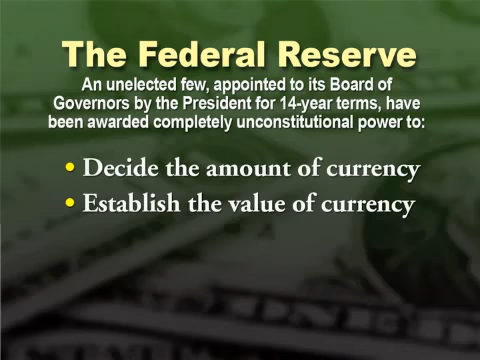 The Federal Reserve
An unelected few, appointed to its Board of
Governors by the President for 14-year terms, have
been awarded completely unconstitutional power to:
• Decide the amount of currency
• Establish the value of currency